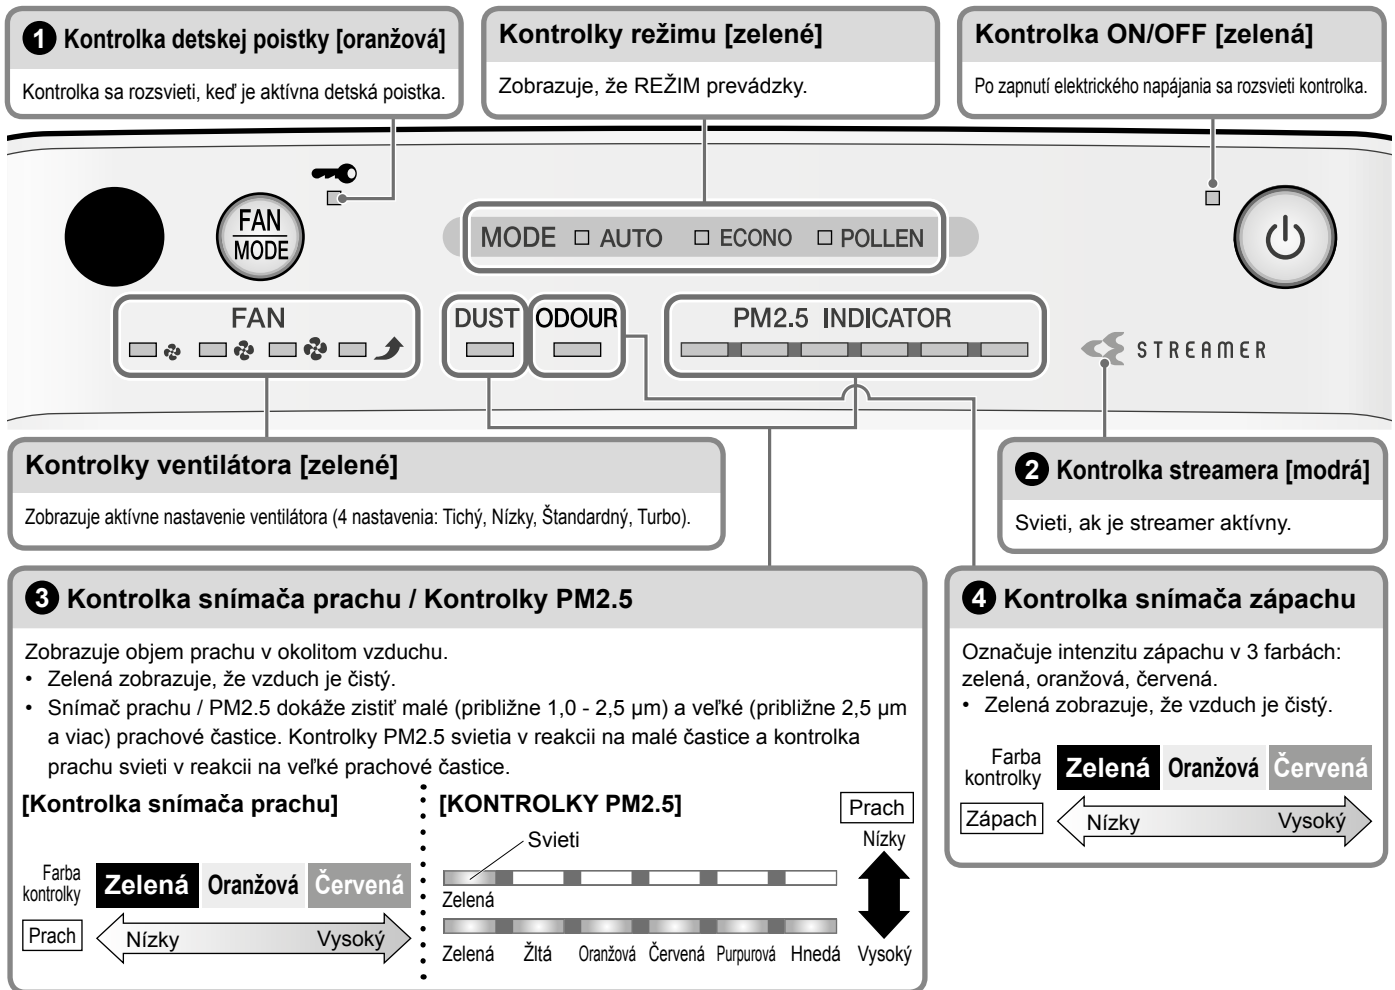 1 Kontrolka detskej poistky [oranžová]
Kontrolka sa rozsvieti, keď je aktívna detská poistka.
Kontrolky režimu [zelené]
Zobrazuje, že REŽIM prevádzky.
Kontrolka ON/OFF [zelená]
Po zapnutí elektrického napájania sa rozsvieti kontrolka.
FAN
MODE
MODE AUTO ECONO POLLEN
FAN
DUST
ODOUR
PM2.5 INDICATOR
STREAMER
Kontrolky ventilátora [zelené]
Zobrazuje aktívne nastavenie ventilátora (4 nastavenia: Tichý, Nízky, Štandardný, Turbo).
2 Kontrolka streamera [modrá]
Svieti, ak je streamer aktívny.
3 Kontrolka snímača prachu / Kontrolky PM2.5
Zobrazuje objem prachu v okolitom vzduchu.
• Zelená zobrazuje, že vzduch je čistý.
• Snímač prachu / PM2.5 dokáže zistiť malé (približne 1,0 - 2,5 µm) a veľké (približne 2,5 µm
a viac) prachové častice. Kontrolky PM2.5 svietia v reakcii na malé častice a kontrolka
prachu svieti v reakcii na veľké prachové častice.
[Kontrolka snímača prachu]
Farba
kontrolky
Zelená Oranžová Červená
Prach
Nízky Vysoký
[KONTROLKY PM2.5]
Svieti
Zelená
Zelená Žltá Oranžová Červená Purpurová Hnedá
Prach
Nízky
Vysoký
4 Kontrolka snímača zápachu
Označuje intenzitu zápachu v 3 farbách:
zelená, oranžová, červená.
• Zelená zobrazuje, že vzduch je čistý.
Farba
kontrolky
Zelená Oranžová Červená
Zápach
Nízky Vysoký